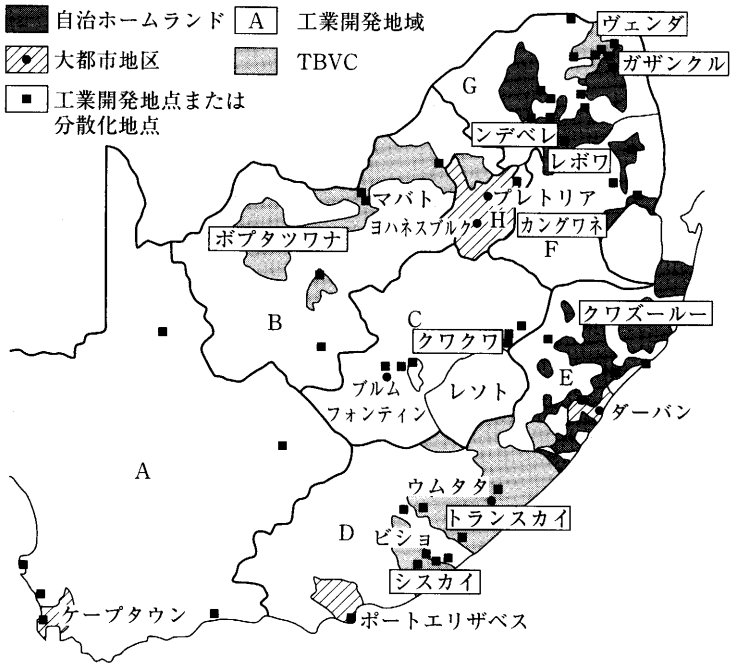 自治ホームランド
A 工業開発地域
大都市地区
TBVC
工業開発地点または
分散化地点
ヴェンダ
ガザンクル
G
ンデベレ
レボワ
マバト
プレトリア
ヨハネスブルク
H
カングワネ
ボプタツワナ
F
B
C
クワズールー
クワクワ
E
ブルム
フォンティン
レソト
ダーバン
A
ウムタタ
トランスカイ
D
ビショ
シスカイ
ケープタウン
ポートエリザベス